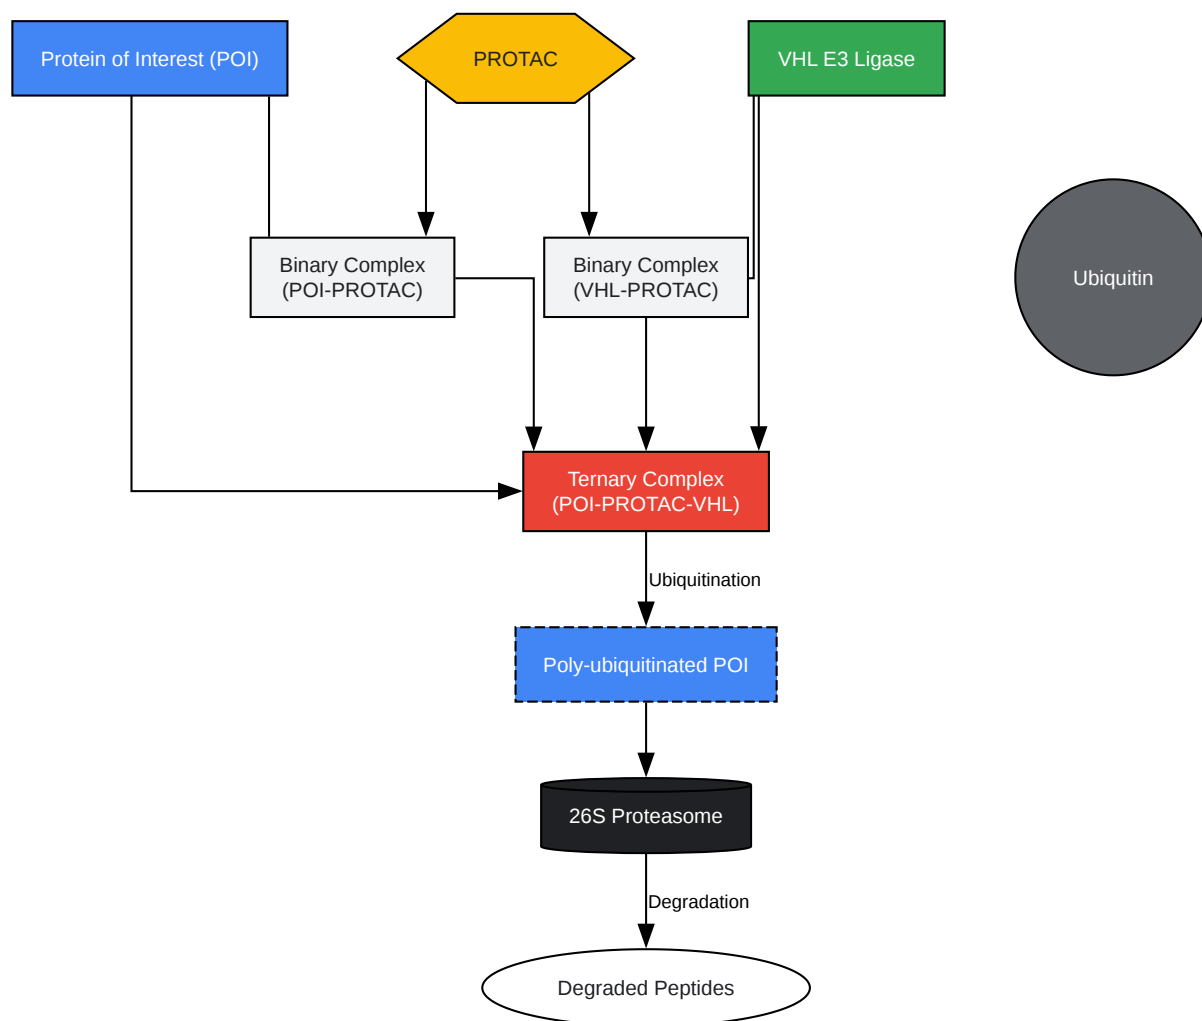 Protein of Interest (POI)
PROTAC
VHL E3 Ligase
Binary Complex
(POI-PROTAC)
Binary Complex
(VHL-PROTAC)
Ubiquitin
Ternary Complex
(POI-PROTAC-VHL)
Ubiquitination
Poly-ubiquitinated POI
26S Proteasome
Degradation
Degraded Peptides